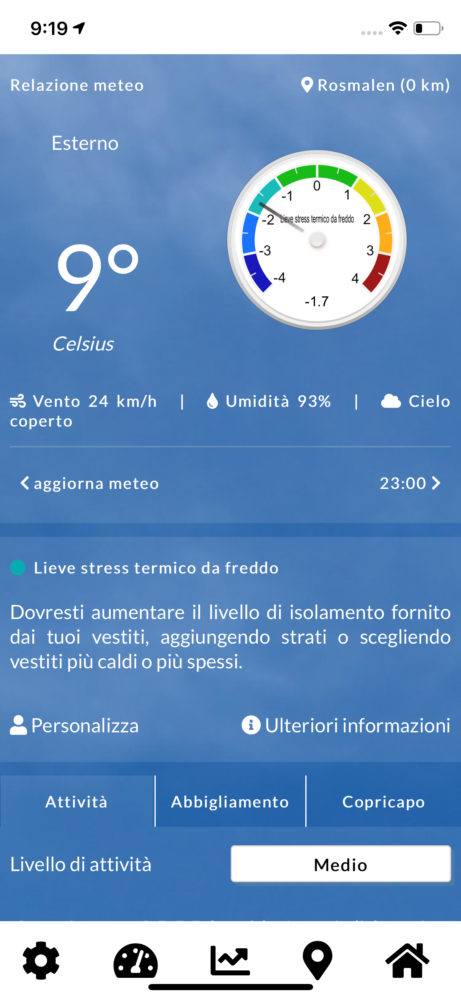 9:19
Relazione meteo
Rosmalen (0 km)
Esterno
9°
Celsius
0
-1
1
-2
Lieve stress termico da freddo
2
-3
3
-4
4
-1.7
Vento 24 km/h | Umidità 93% | Cielo
coperto
aggiorna meteo
23:00
Lieve stress termico da freddo
Dovresti aumentare il livello di isolamento fornito
dai tuoi vestiti, aggiungendo strati o scegliendo
vestiti più caldi o più spessi.
Personalizza
Ulteriori informazioni
Attività
Abbigliamento
Copricapo
Livello di attività
Medio